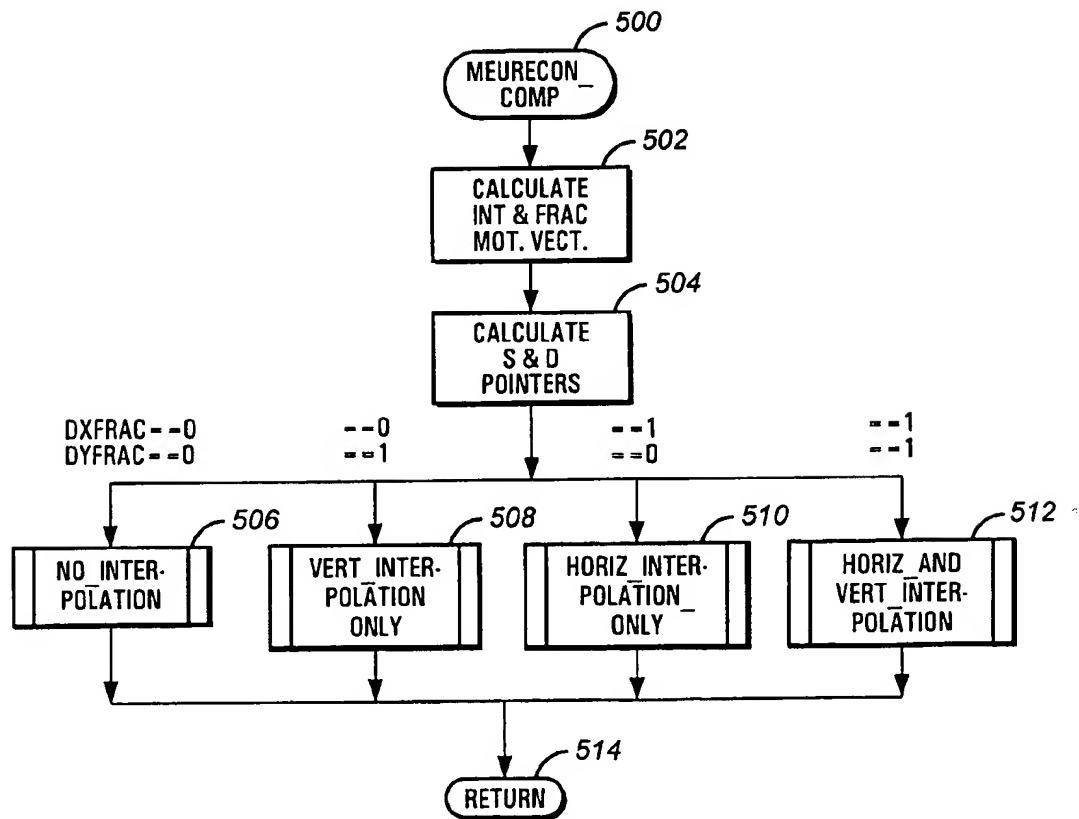 500
MEURECON_
COMP
502
CALCULATE
INT & FRAC
MOT. VECT.
504
CALCULATE
S & D
POINTERS
DXFRAC==0 ==0 ==1 ==1
DYFRAC==0 ==1 ==0 ==1
506 508 510 512
NO_INTER-
POLATION
VERT_INTER-
POLATION
ONLY
HORIZ_INTER-
POLATION_
ONLY
HORIZ_AND
VERT_INTER-
POLATION
514
RETURN